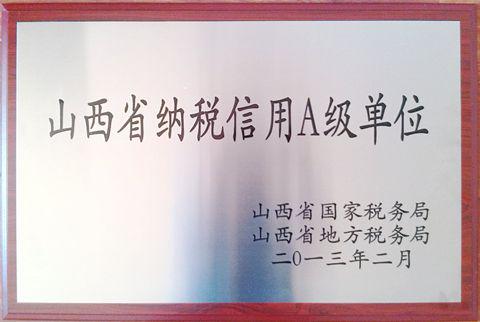 山西省纳税信用A级单位
山西省国家税务局
山西省地方税务局
二0一三年二月